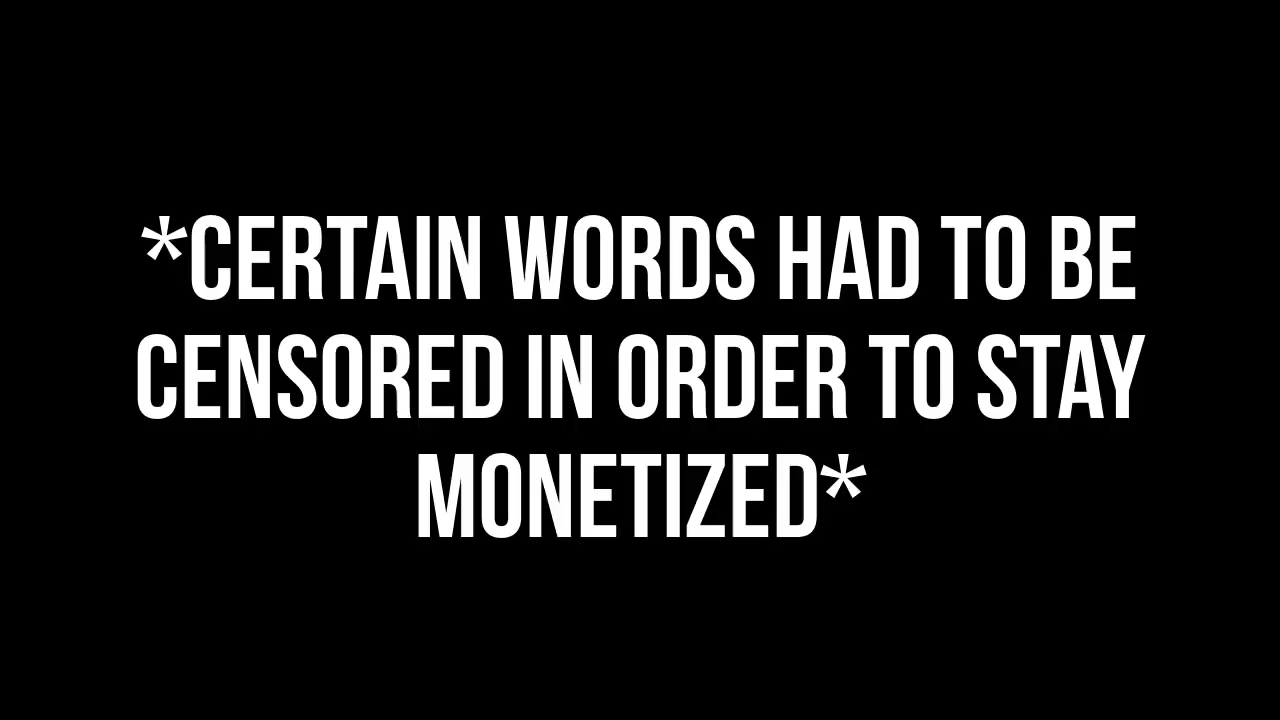 *CERTAIN WORDS HAD TO BE
CENSORED IN ORDER TO STAY
MONETIZED*